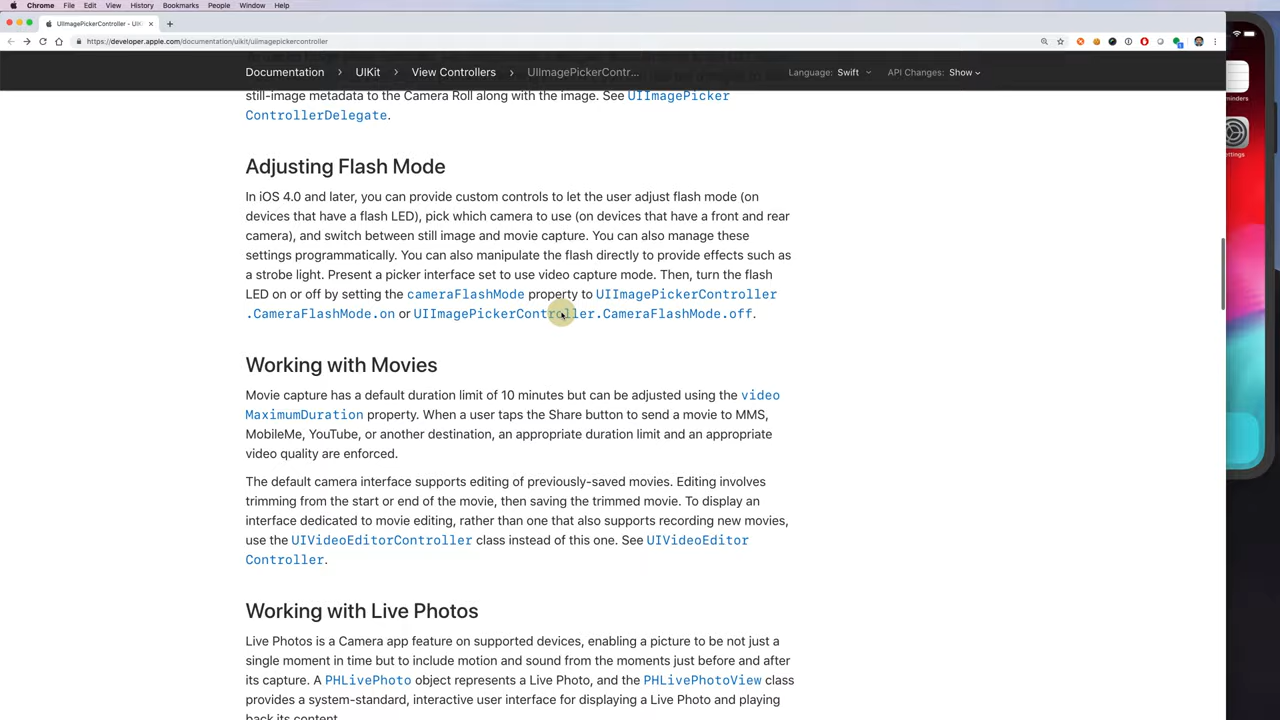 Chrome File Edit View History Bookmarks People Window Help
UIImagePickerController - UIKi
https://developer.apple.com/documentation/uikit/uiimagepickercontroller
Documentation > UIKit > View Controllers > UIImagePickerContr... Language: Swift API Changes: Show
still-image metadata to the Camera Roll along with the image. See UIImagePicker
ControllerDelegate.
Adjusting Flash Mode
In iOS 4.0 and later, you can provide custom controls to let the user adjust flash mode (on
devices that have a flash LED), pick which camera to use (on devices that have a front and rear
camera), and switch between still image and movie capture. You can also manage these
settings programmatically. You can also manipulate the flash directly to provide effects such as
a strobe light. Present a picker interface set to use video capture mode. Then, turn the flash
LED on or off by setting the cameraFlashMode property to UIImagePickerController
.CameraFlashMode.on or UIImagePickerController.CameraFlashMode.off.
Working with Movies
Movie capture has a default duration limit of 10 minutes but can be adjusted using the video
MaximumDuration property. When a user taps the Share button to send a movie to MMS,
MobileMe, YouTube, or another destination, an appropriate duration limit and an appropriate
video quality are enforced.
The default camera interface supports editing of previously-saved movies. Editing involves
trimming from the start or end of the movie, then saving the trimmed movie. To display an
interface dedicated to movie editing, rather than one that also supports recording new movies,
use the UIVideoEditorController class instead of this one. See UIVideoEditor
Controller.
Working with Live Photos
Live Photos is a Camera app feature on supported devices, enabling a picture to be not just a
single moment in time but to include motion and sound from the moments just before and after
its capture. A PHLivePhoto object represents a Live Photo, and the PHLivePhotoView class
provides a system-standard, interactive user interface for displaying a Live Photo and playing
back its content.
minders
ettings